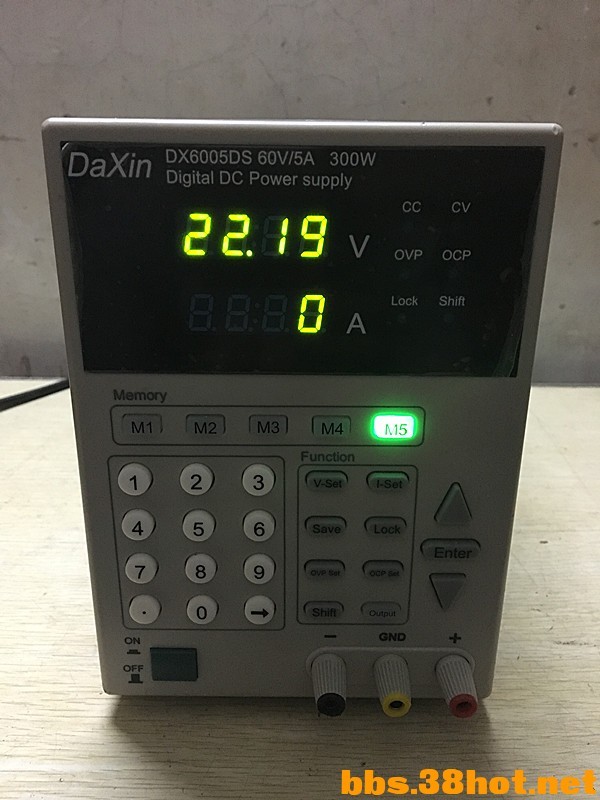 DaXin
DX6005DS 60V/5A 300W
Digital DC Power supply
CC CV
22.19 V
OVP OCP
0 A
Lock Shift
Memory
M1 M2 M3 M4 M5
Function
1 2 3
V-Set I-Set
4 5 6
Save Lock
Enter
7 8 9
OVP Set OCP Set
. 0 →
Shift Output
ON
OFF
- GND +
bbs.38hot.net